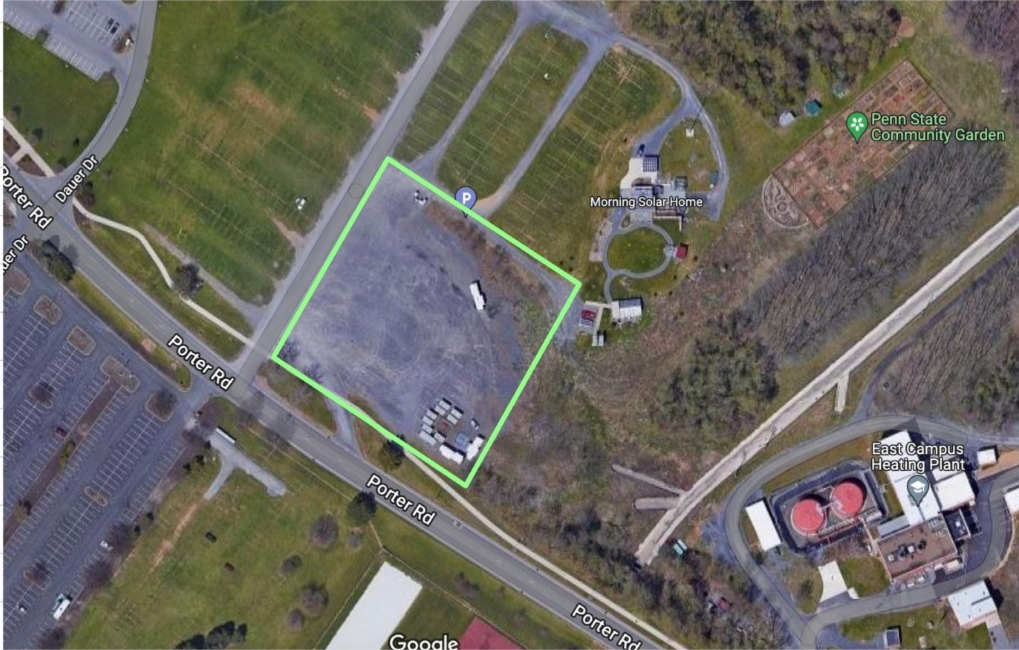 Penn State
Community Garden
Dauer Dr
Porter Rd
P
Morning Solar Home
Porter Rd
East Campus
Heating Plant
Porter Rd
Google
Porter Rd